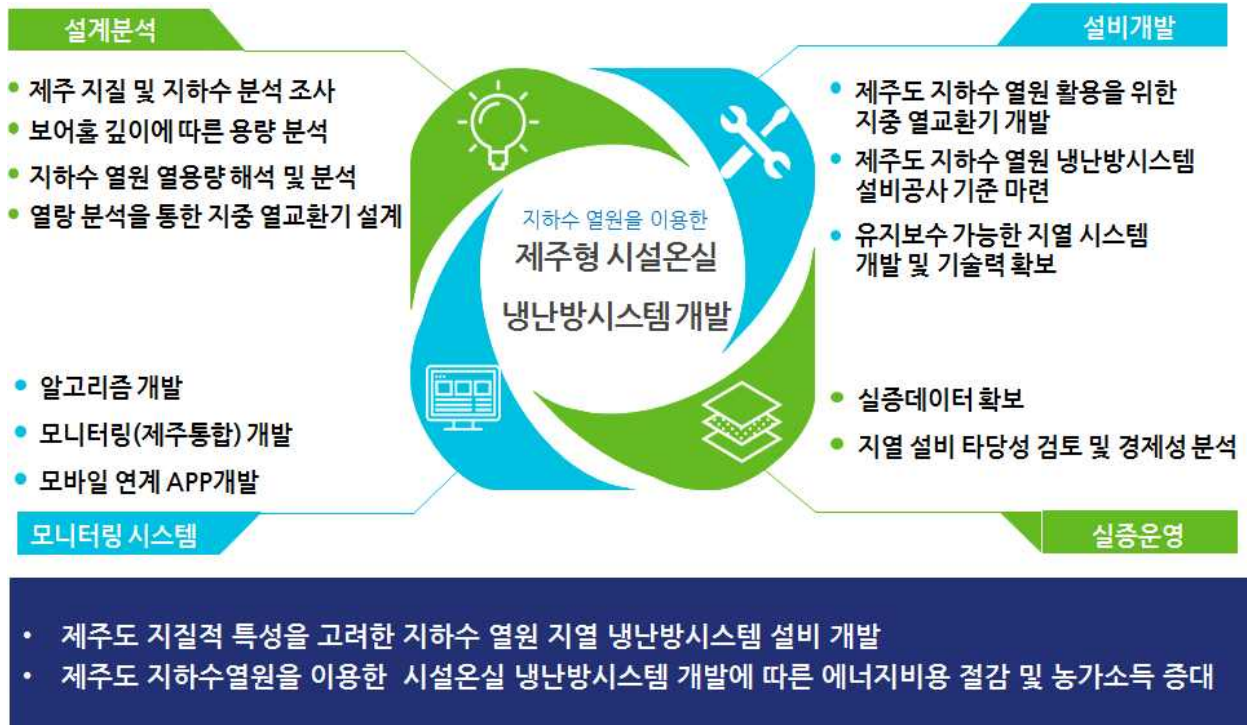 설계분석
• 제주 지질 및 지하수 분석 조사
• 보어홀 깊이에 따른 용량 분석
• 지하수 열원 열용량 해석 및 분석
• 열랑 분석을 통한 지중 열교환기 설계
설비개발
• 제주도 지하수 열원 활용을 위한
지중 열교환기 개발
• 제주도 지하수 열원 냉난방시스템
설비공사 기준 마련
• 유지보수 가능한 지열 시스템
개발 및 기술력 확보
지하수 열원을 이용한
제주형 시설온실
냉난방시스템 개발
• 알고리즘 개발
• 모니터링(제주통합) 개발
• 모바일 연계 APP개발
모니터링 시스템
• 실증데이터 확보
• 지열 설비 타당성 검토 및 경제성 분석
실증운영
• 제주도 지질적 특성을 고려한 지하수 열원 지열 냉난방시스템 설비 개발
• 제주도 지하수열원을 이용한 시설온실 냉난방시스템 개발에 따른 에너지비용 절감 및 농가소득 증대